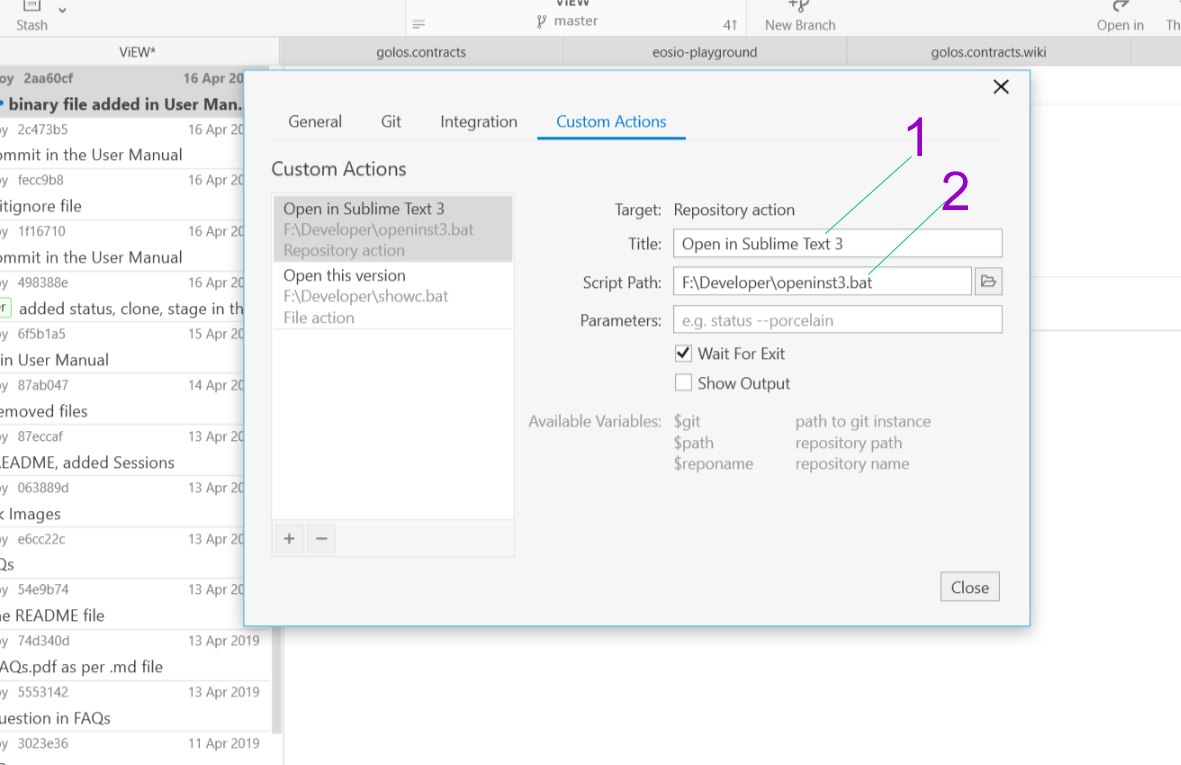 ViEW
Stash
master
4↑
New Branch
Open in
Th
ViEW*
golos.contracts
eosio-playground
golos.contracts.wiki
oy 2aa60cf 16 Apr 20
binary file added in User Man...
oy 2c473b5 16 Apr 20
ommit in the User Manual
oy fecc9b8 16 Apr 20
itignore file
oy 1f16710 16 Apr 20
ommit in the User Manual
oy 498388e 16 Apr 20
er added status, clone, stage in th
oy 6f5b1a5 15 Apr 20
in User Manual
oy 87ab047 14 Apr 20
emoved files
oy 87eccaf 13 Apr 20
EADME, added Sessions
oy 063889d 13 Apr 20
k Images
oy e6cc22c 13 Apr 20
Qs
oy 54e9b74 13 Apr 20
ne README file
oy 74d340d 13 Apr 2019
AQs.pdf as per .md file
oy 5553142 13 Apr 2019
uestion in FAQs
oy 3023e36 11 Apr 2019
General
Git
Integration
Custom Actions
1
2
Custom Actions
Open in Sublime Text 3
F:\Developer\openinst3.bat
Repository action
Open this version
F:\Developer\showc.bat
File action
+ −
Target: Repository action
Title: Open in Sublime Text 3
Script Path: F:\Developer\openinst3.bat
Parameters: e.g. status --porcelain
Wait For Exit
Show Output
Available Variables: $git path to git instance
$path repository path
$reponame repository name
Close